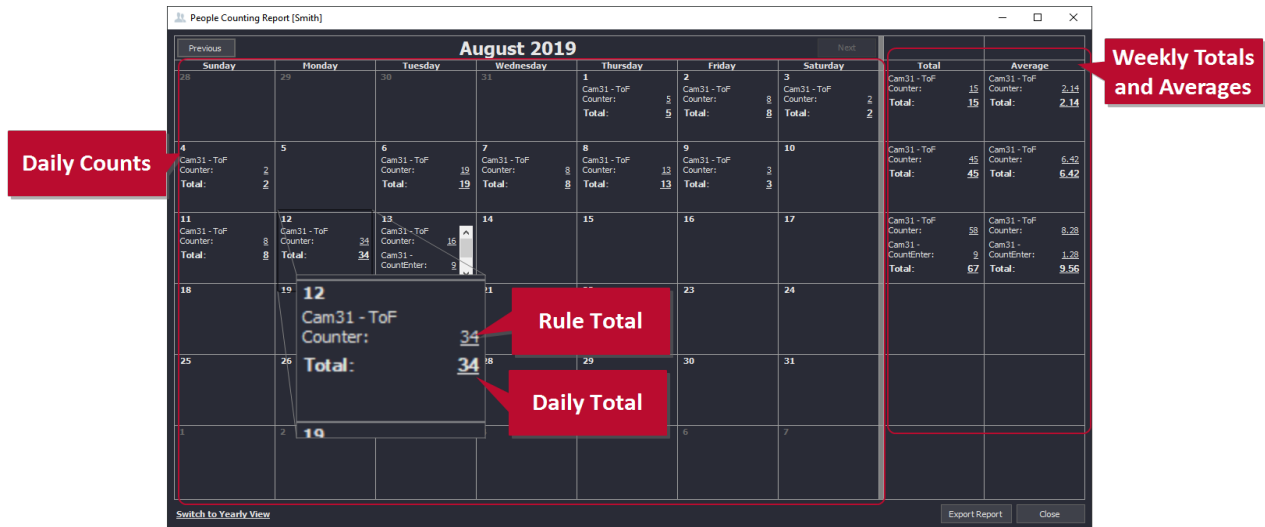 People Counting Report [Smith]
Previous
August 2019
Next
Sunday Monday Tuesday Wednesday Thursday Friday Saturday Total Average
28 29 30 31 1 2 3
Cam31 - ToF Cam31 - ToF Cam31 - ToF Cam31 - ToF Cam31 - ToF
Counter: 5 Counter: 8 Counter: 2 Counter: 15 Counter: 2.14
Total: 5 Total: 8 Total: 2 Total: 15 Total: 2.14
Weekly Totals
and Averages
Daily Counts
4 5 6 7 8 9 10
Cam31 - ToF Cam31 - ToF Cam31 - ToF Cam31 - ToF Cam31 - ToF Cam31 - ToF Cam31 - ToF
Counter: 2 Counter: 19 Counter: 8 Counter: 13 Counter: 3 Counter: 45 Counter: 6.42
Total: 2 Total: 19 Total: 8 Total: 13 Total: 3 Total: 45 Total: 6.42
11 12 13 14 15 16 17
Cam31 - ToF Cam31 - ToF Cam31 - ToF Cam31 - ToF Cam31 - ToF
Counter: 8 Counter: 34 Counter: 16 Counter: 58 Counter: 8.28
Total: 8 Total: 34 Cam31 - Cam31 - Cam31 -
CountEnter: 9 CountEnter: 9 CountEnter: 1.28
Total: 67 Total: 9.56
18 19 23 24
12
Cam31 - ToF
Counter: 34
Total: 34
19
Rule Total
Daily Total
25 26 28 29 30 31
1 2 6 7
Switch to Yearly View
Export Report
Close